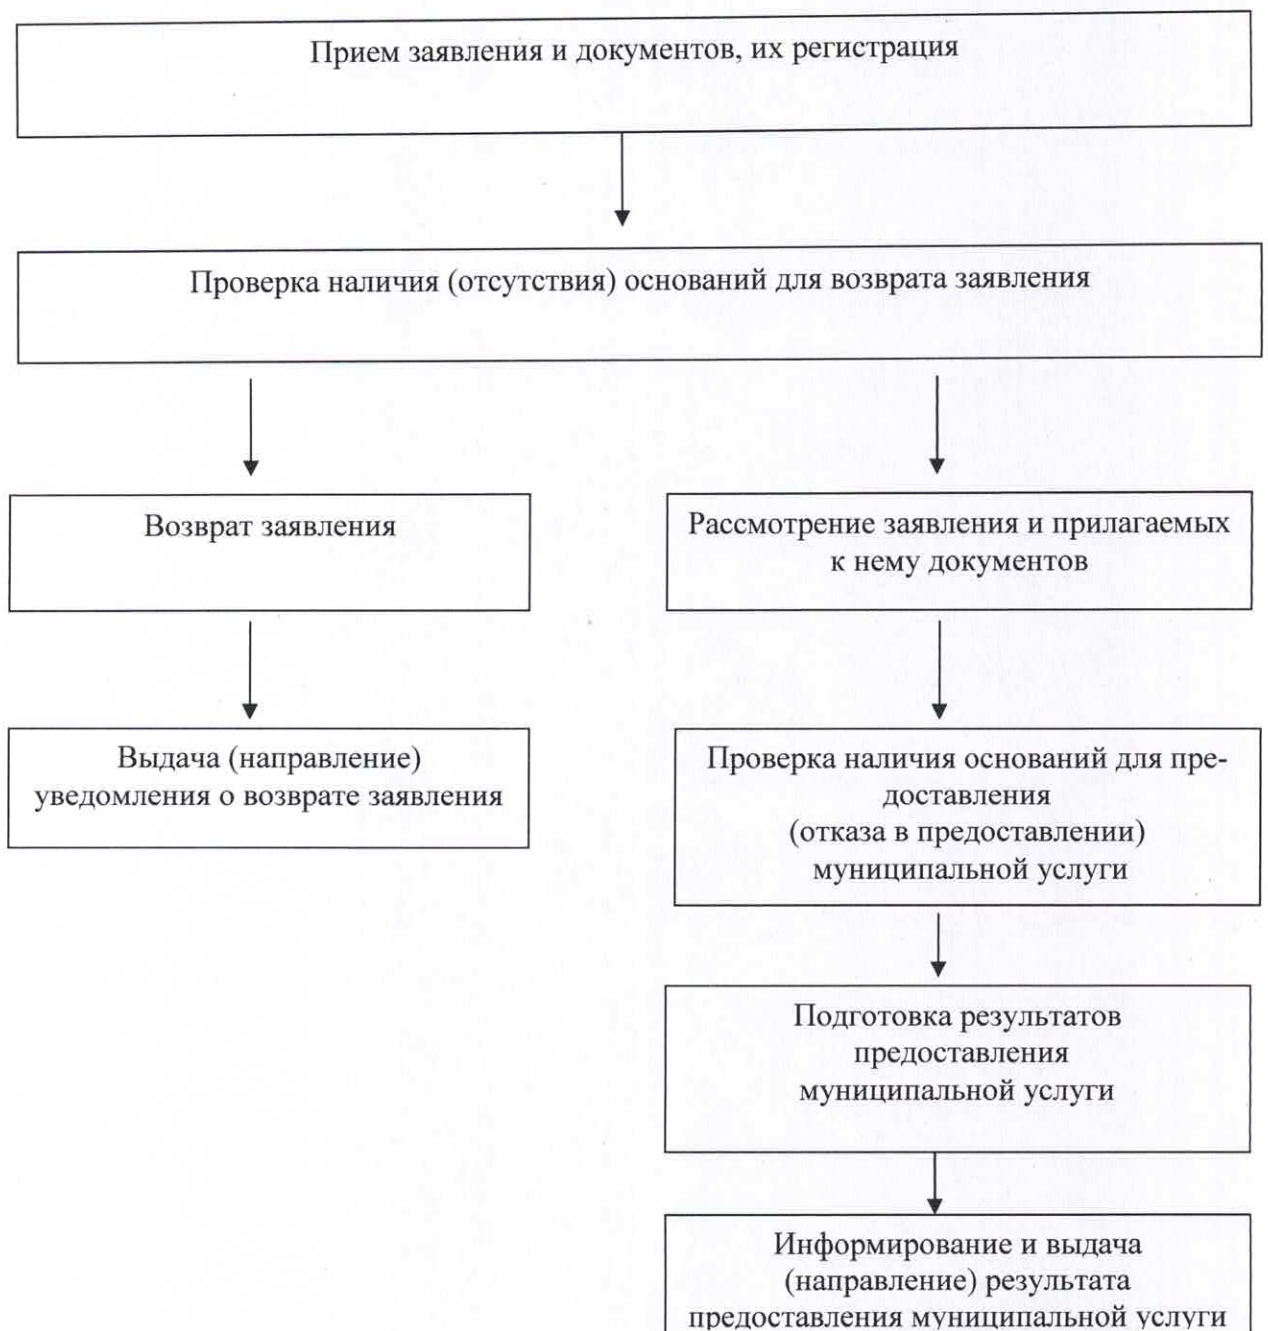 Прием заявления и документов, их регистрация
Проверка наличия (отсутствия) оснований для возврата заявления
Возврат заявления
Рассмотрение заявления и прилагаемых
к нему документов
Выдача (направление)
уведомления о возврате заявления
Проверка наличия оснований для пре-
доставления
(отказа в предоставлении)
муниципальной услуги
Подготовка результатов
предоставления
муниципальной услуги
Информирование и выдача
(направление) результата
предоставления муниципальной услуги